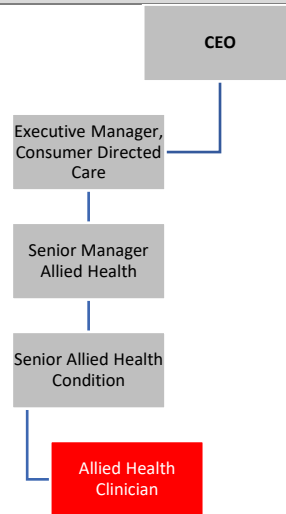 CEO
Executive Manager,
Consumer Directed
Care
Senior Manager
Allied Health
Senior Allied Health
Condition
Allied Health
Clinician